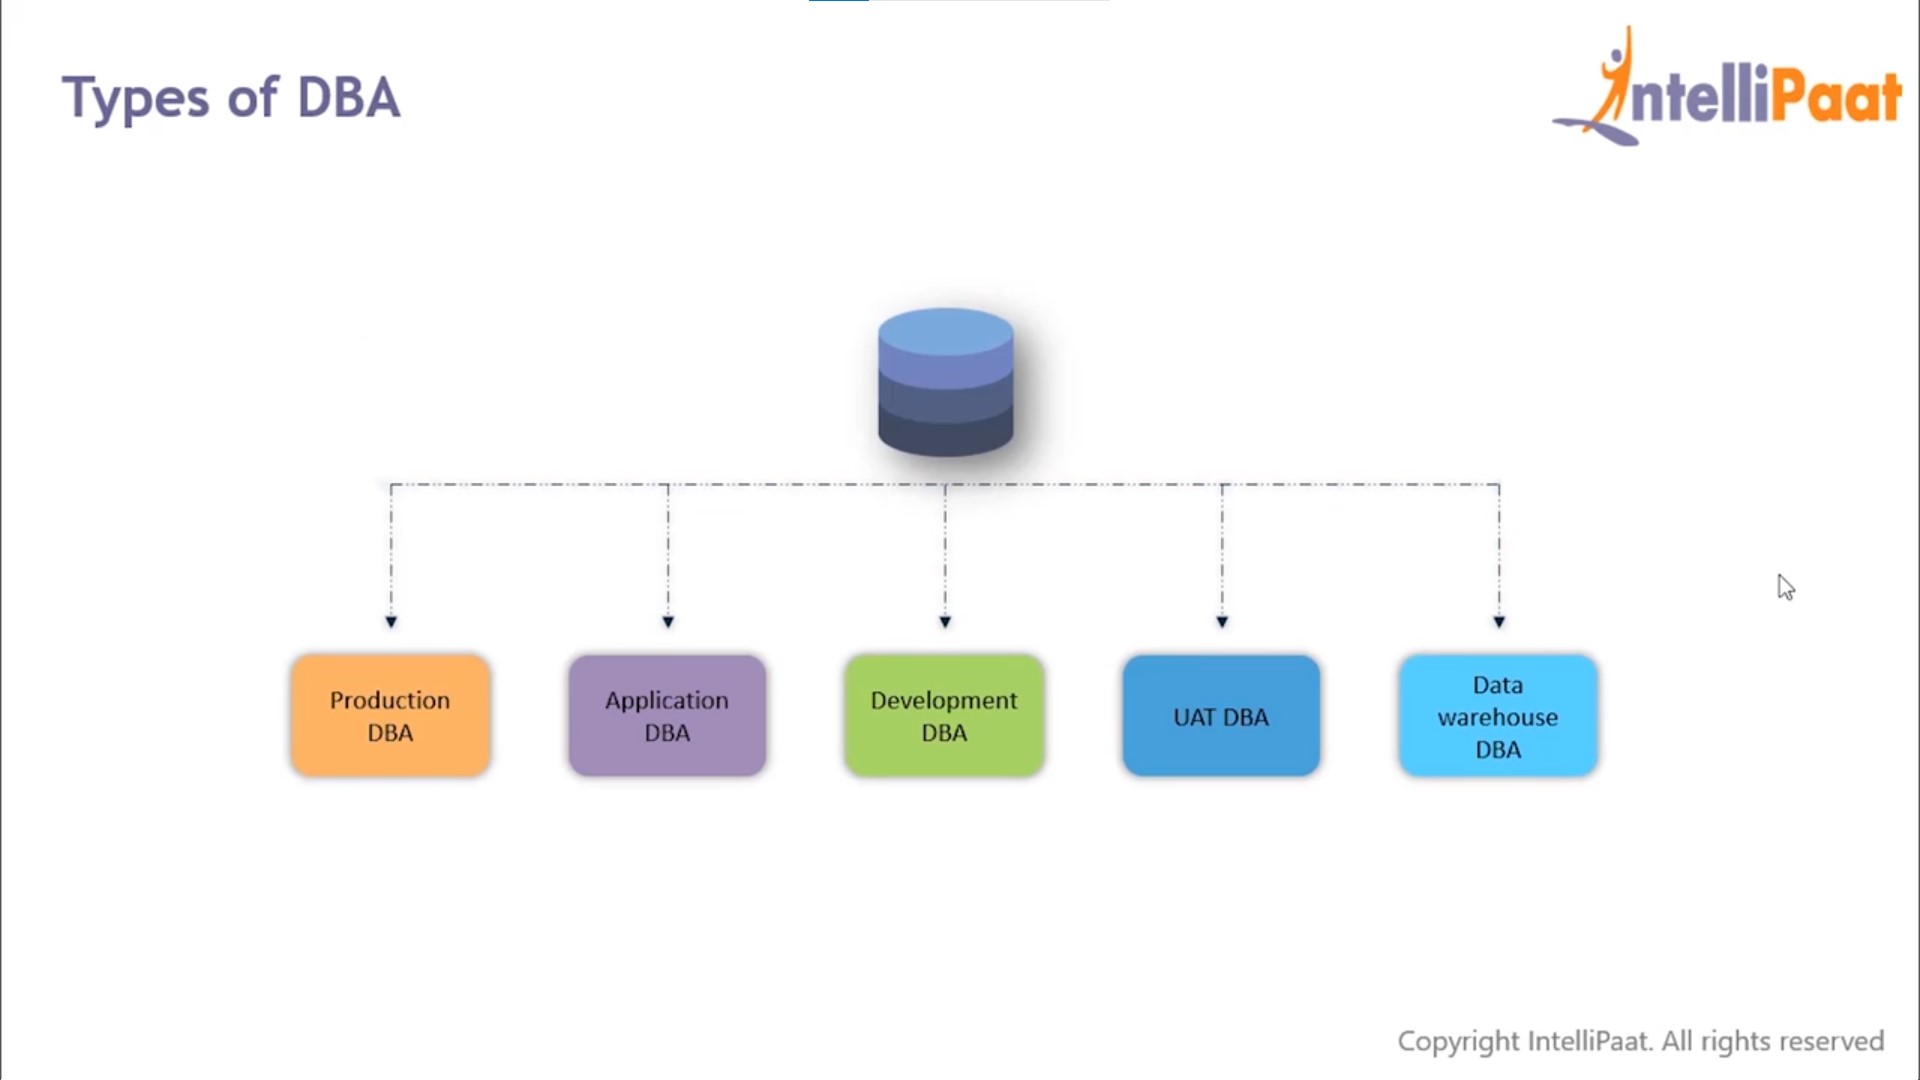 Types of DBA
IntelliPaat
Production
DBA
Application
DBA
Development
DBA
UAT DBA
Data
warehouse
DBA
Copyright IntelliPaat. All rights reserved